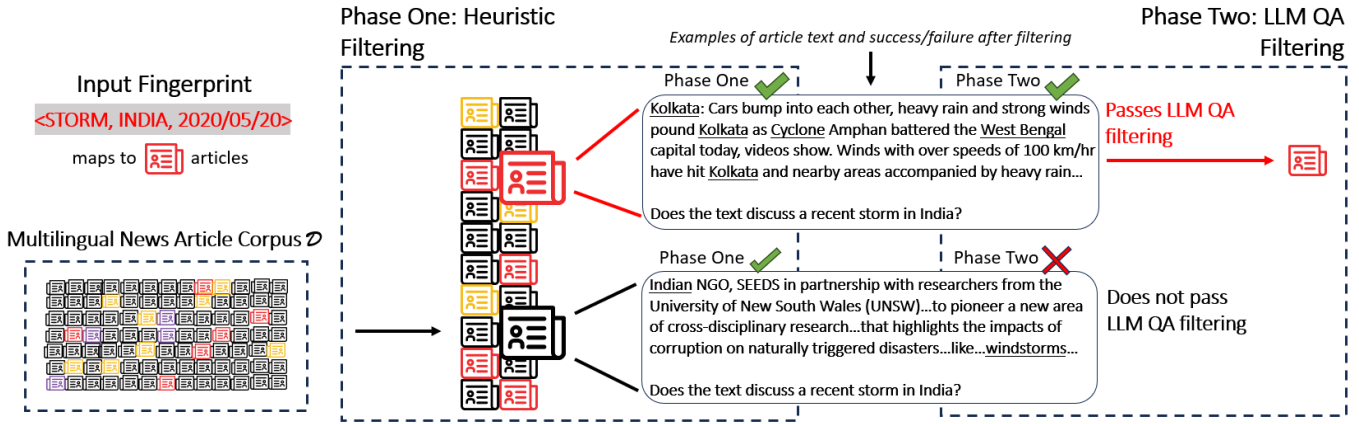 Phase One: Heuristic
Filtering
Phase Two: LLM QA
Filtering
Examples of article text and success/failure after filtering
Input Fingerprint
<STORM, INDIA, 2020/05/20>
maps to articles
Multilingual News Article Corpus 𝒟
Phase One
Phase Two
Kolkata: Cars bump into each other, heavy rain and strong winds
pound Kolkata as Cyclone Amphan battered the West Bengal
capital today, videos show. Winds with over speeds of 100 km/hr
have hit Kolkata and nearby areas accompanied by heavy rain...
Does the text discuss a recent storm in India?
Passes LLM QA
filtering
Phase One
Phase Two
Indian NGO, SEEDS in partnership with researchers from the
University of New South Wales (UNSW)...to pioneer a new area
of cross-disciplinary research...that highlights the impacts of
corruption on naturally triggered disasters...like...windstorms...
Does the text discuss a recent storm in India?
Does not pass
LLM QA filtering